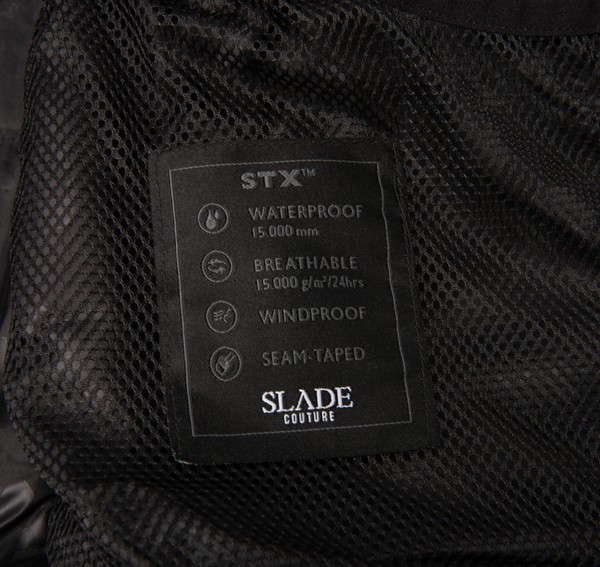 STX™
WATERPROOF
15.000 mm
BREATHABLE
15.000 g/m²/24hrs
WINDPROOF
SEAM-TAPED
SLADE
COUTURE